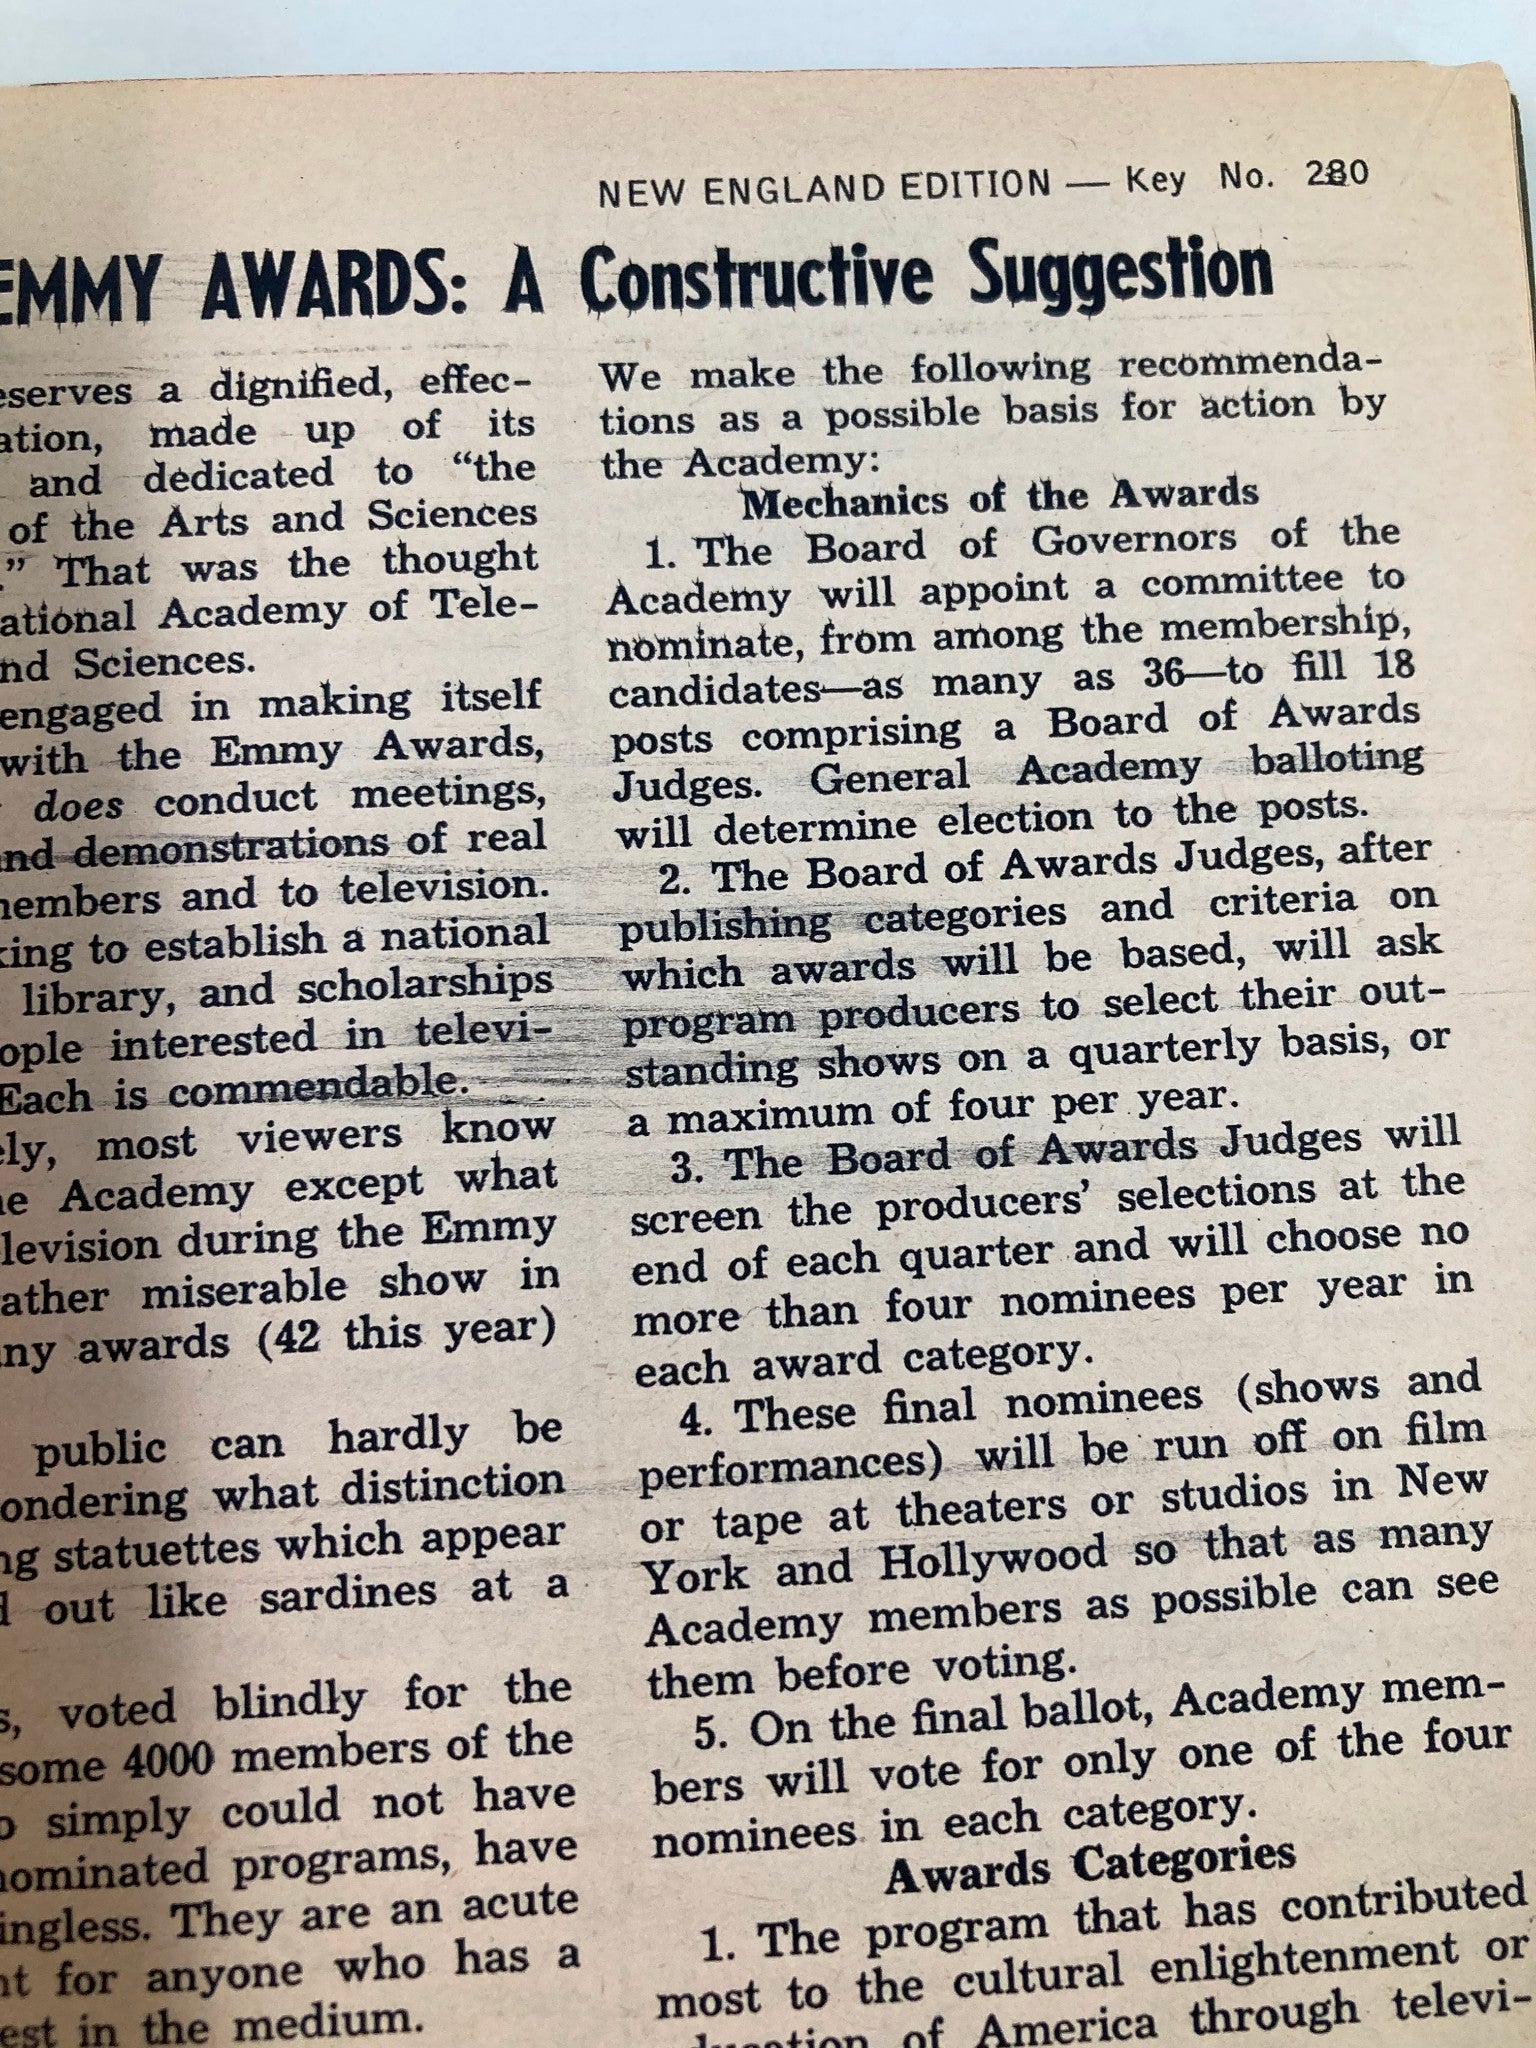 NEW ENGLAND EDITION — Key No. 280
EMMY AWARDS: A Constructive Suggestion
a dignified, effec-
made up of its
and dedicated to “the
of the Arts and Sciences
.” That was the thought
Academy of Tele-
Sciences.
engaged in making itself
with the Emmy Awards,
does conduct meetings,
demonstrations of real
and to television.
to establish a national
library, and scholarships
interested in televi-
Each is commendable.
most viewers know
Academy except what
during the Emmy
miserable show in
awards (42 this year)
public can hardly be
what distinction
statuettes which appear
out like sardines at a
voted blindly for the
some 4000 members of the
simply could not have
programs, have
They are an acute
for anyone who has a
in the medium.
We make the following recommenda-
tions as a possible basis for action by
the Academy:
Mechanics of the Awards
1. The Board of Governors of the
Academy will appoint a committee to
nominate, from among the membership,
candidates—as many as 36—to fill 18
posts comprising a Board of Awards
Judges. General Academy balloting
will determine election to the posts.
2. The Board of Awards Judges, after
publishing categories and criteria on
which awards will be based, will ask
program producers to select their out-
standing shows on a quarterly basis, or
a maximum of four per year.
3. The Board of Awards Judges will
screen the producers’ selections at the
end of each quarter and will choose no
more than four nominees per year in
each award category.
4. These final nominees (shows and
performances) will be run off on film
or tape at theaters or studios in New
York and Hollywood so that as many
Academy members as possible can see
them before voting.
5. On the final ballot, Academy mem-
bers will vote for only one of the four
nominees in each category.
Awards Categories
1. The program that has contributed
most to the cultural enlightenment or
of America through televi-